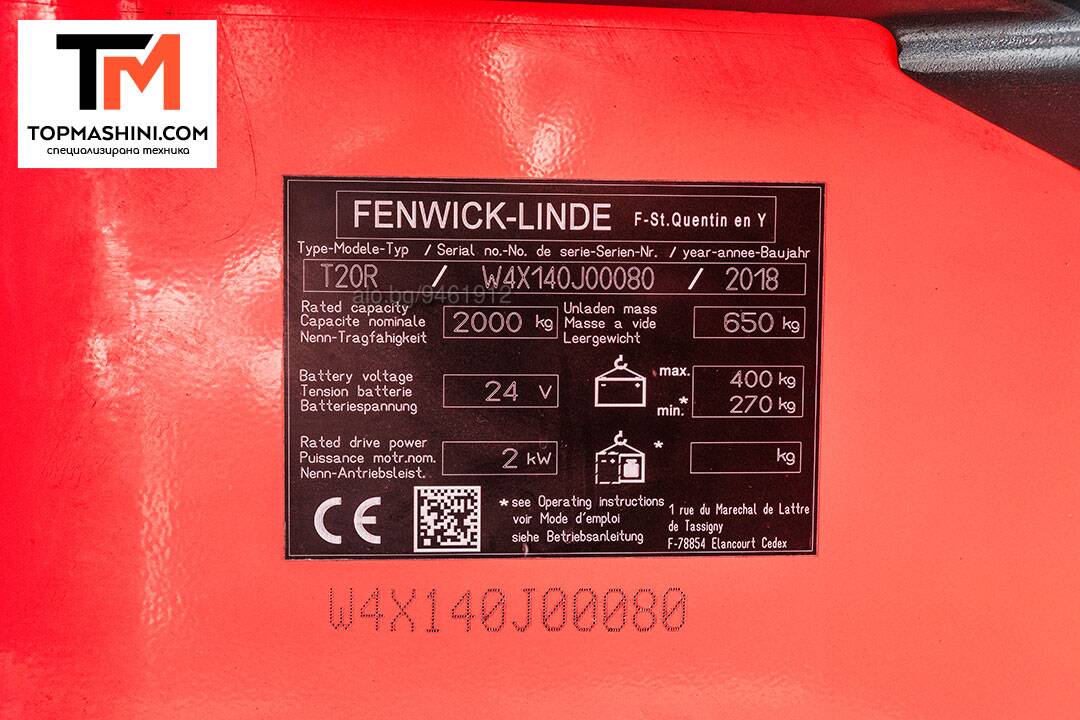 TM
TOPMASHINI.COM
специализирана техника
FENWICK-LINDE F-St.Quentin en Y
Type-Modele-Typ / Serial no.-No. de serie-Serien-Nr. / year-annee-Baujahr
T20R / W4X140J00080 / 2018
alo.bg/9461912
Rated capacity
Capacite nominale
Nenn-Tragfähigkeit
2000 kg
Unladen mass
Masse a vide
Leergewicht
650 kg
Battery voltage
Tension batterie
Batteriespannung
24 V
max. 400 kg
min.* 270 kg
Rated drive power
Puissance motr.nom.
Nenn-Antriebsleist.
2 kW
* kg
CE
*see Operating instructions
voir Mode d'emploi
siehe Betriebsanleitung
1 rue du Marechal de Lattre
de Tassigny
F-78854 Elancourt Cedex
W4X140J00080